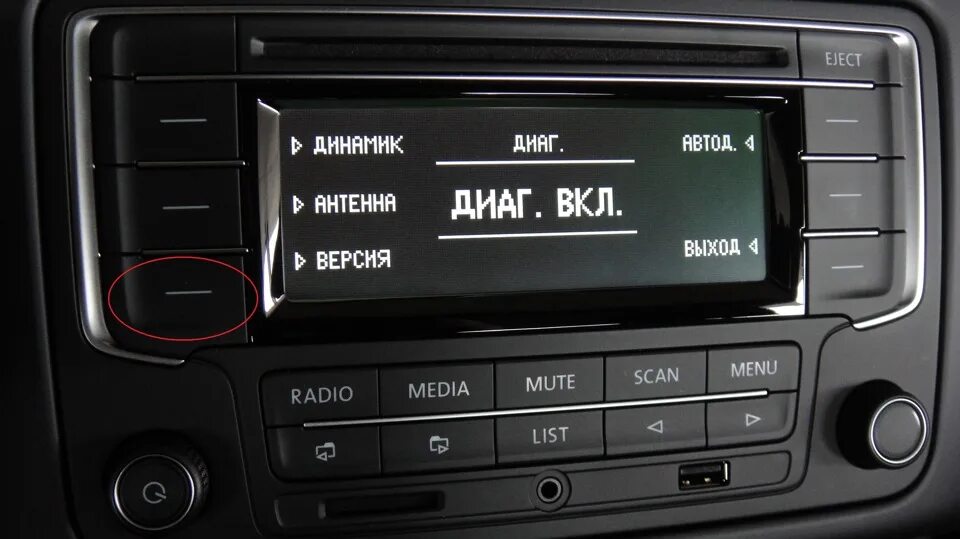 EJECT
ДИНАМИК ДИАГ. АВТОД.
АНТЕННА ДИАГ. ВКЛ.
ВЕРСИЯ ВЫХОД
RADIO MEDIA MUTE SCAN MENU
LIST